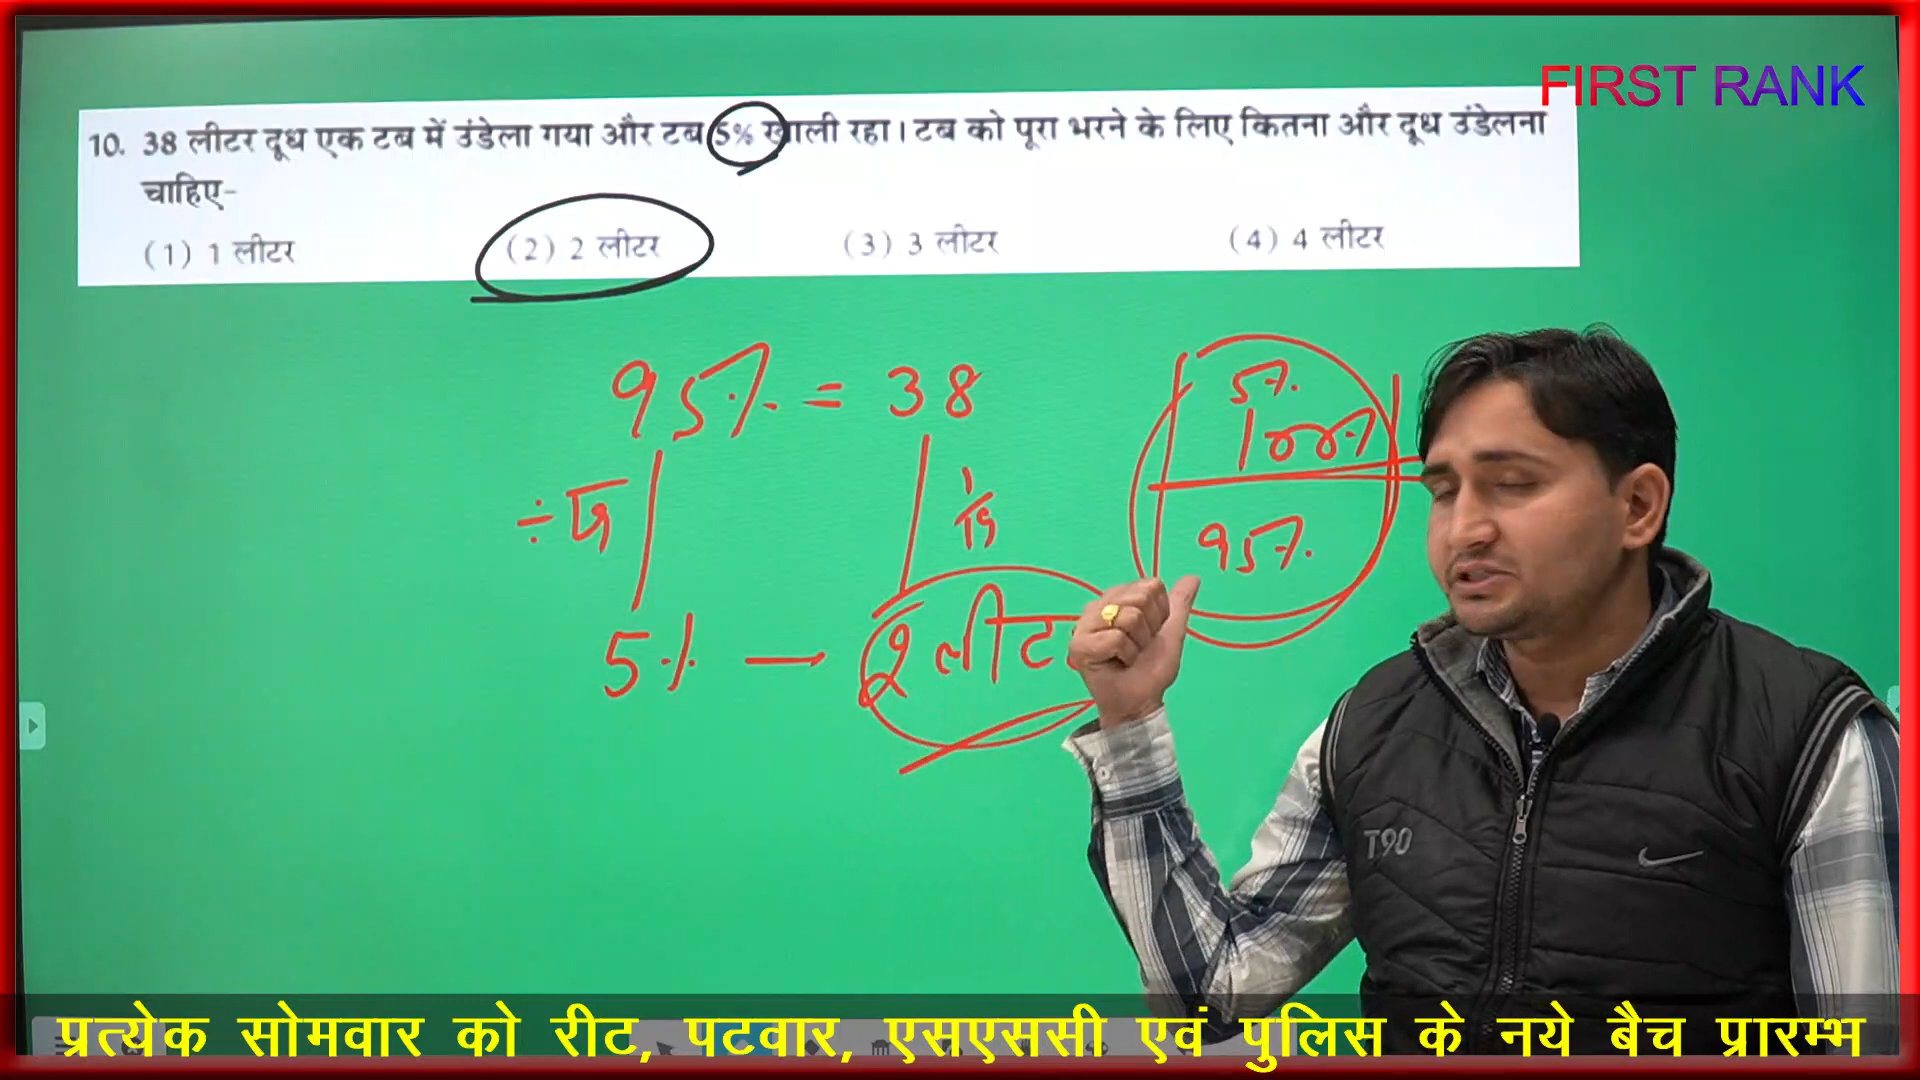 FIRST RANK
10. 38 लीटर दूध एक टब में उंडेला गया और टब 5% खाली रहा। टब को पूरा भरने के लिए कितना और दूध उंडेलना
चाहिए-
(1) 1 लीटर (2) 2 लीटर (3) 3 लीटर (4) 4 लीटर
95% = 38
5%
100%
95%
÷
5% — 2 लीटर
T90
प्रत्येक सोमवार को रीट, पटवार, एसएससी एवं पुलिस के नये बैच प्रारम्भ